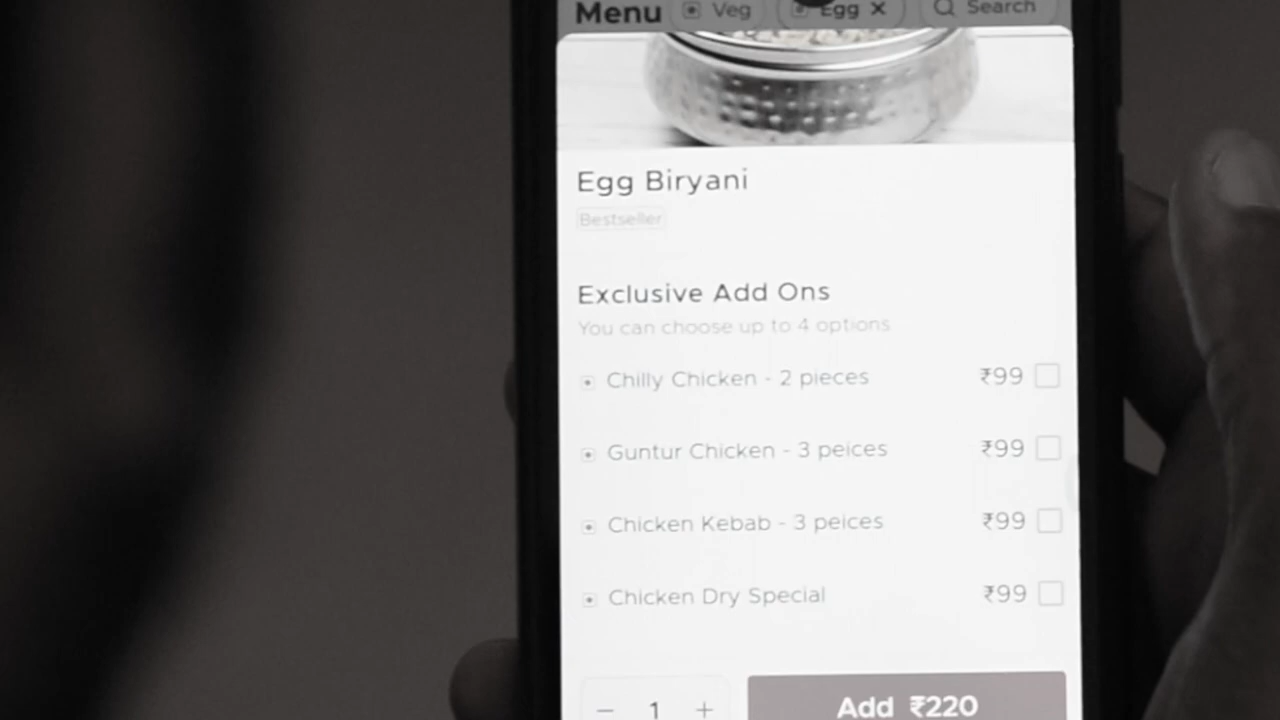 Menu Veg Egg X Search
Egg Biryani
Bestseller
Exclusive Add Ons
You can choose up to 4 options
Chilly Chicken - 2 pieces ₹99
Guntur Chicken - 3 peices ₹99
Chicken Kebab - 3 peices ₹99
Chicken Dry Special ₹99
− 1 + Add ₹220